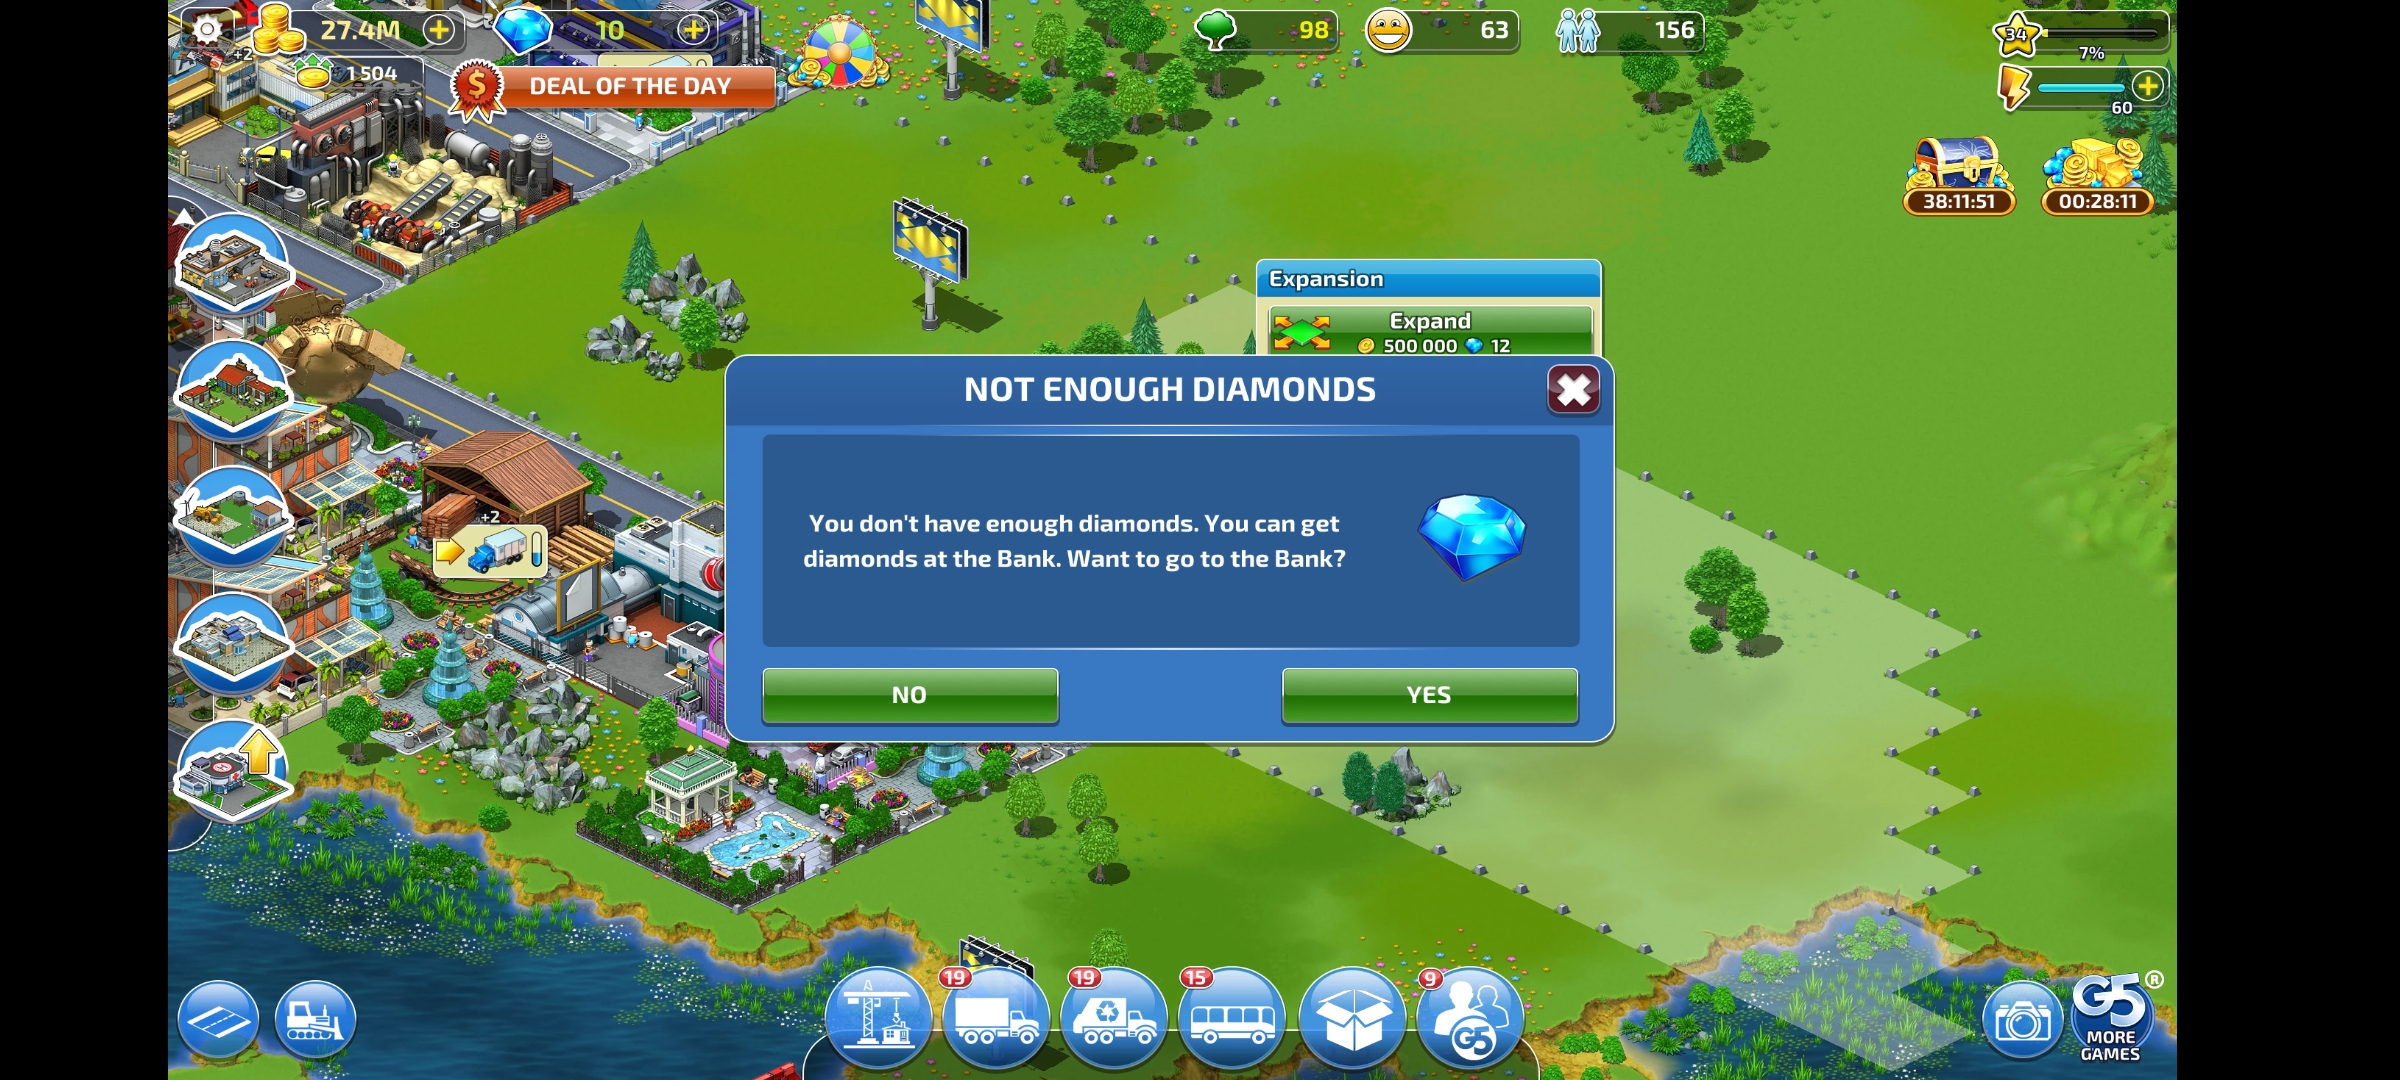 27.4M
10
98
63
156
34
7%
+2
1 504
DEAL OF THE DAY
60
38:11:51
00:28:11
Expansion
Expand
500 000 12
NOT ENOUGH DIAMONDS
You don't have enough diamonds. You can get
diamonds at the Bank. Want to go to the Bank?
+2
NO
YES
19
19
15
9
G5
G5®
MORE
GAMES